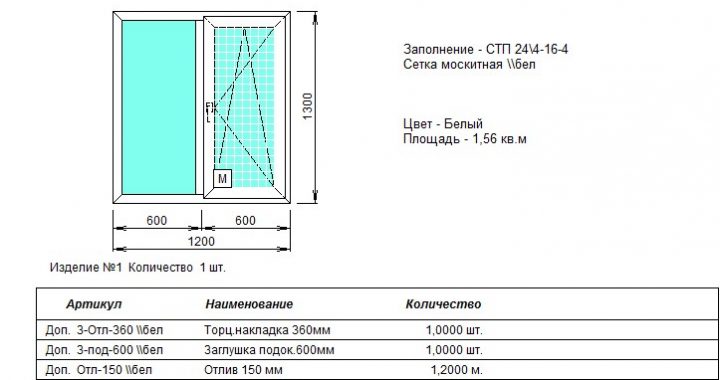 Заполнение - СТП 24\4-16-4
Сетка москитная \\бел
1300
Цвет - Белый
Площадь - 1,56 кв.м
М
600 600
1200
Изделие №1 Количество 1 шт.
Артикул Наименование Количество
Доп. З-Отл-360 \\бел Торц.накладка 360мм 1,0000 шт.
Доп. З-под-600 \\бел Заглушка подок.600мм 1,0000 шт.
Доп. Отл-150 \\бел Отлив 150 мм 1,2000 м.